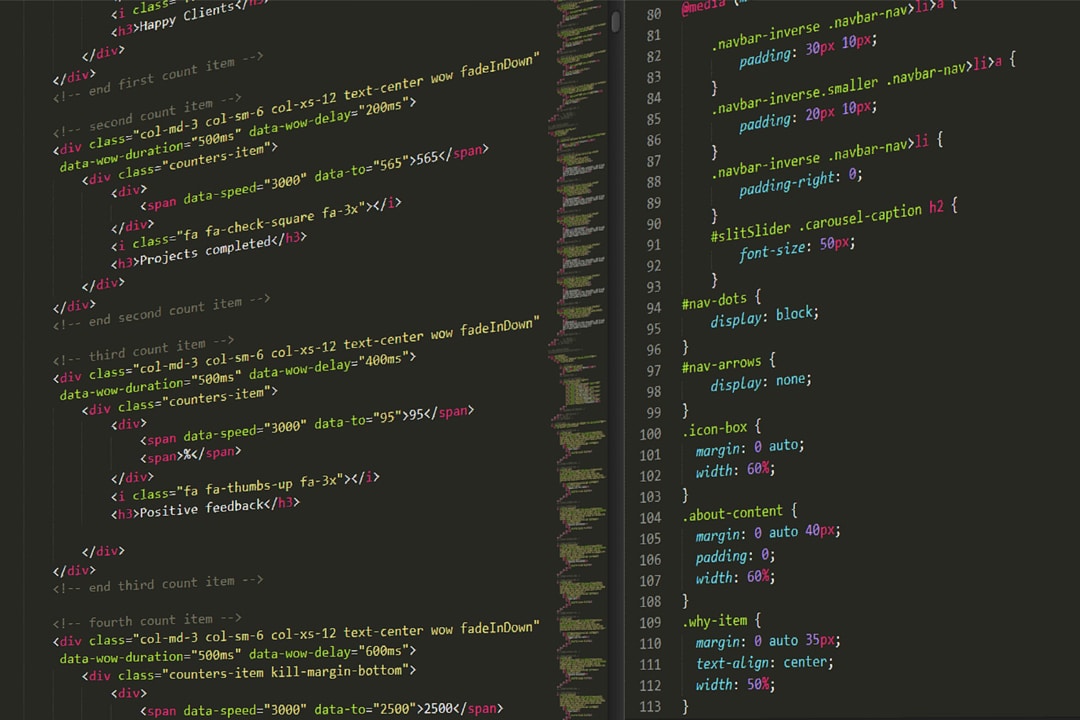 <i class=
<h3>Happy Clients</h3>
</div>
</div>
<!-- end first count item -->
<!-- second count item -->
<div class="col-md-3 col-sm-6 col-xs-12 text-center wow fadeInDown"
data-wow-duration="500ms" data-wow-delay="200ms">
<div class="counters-item">
<div>
<span data-speed="3000" data-to="565">565</span>
</div>
<i class="fa fa-check-square fa-3x"></i>
<h3>Projects completed</h3>
</div>
</div>
<!-- end second count item -->
<!-- third count item -->
<div class="col-md-3 col-sm-6 col-xs-12 text-center wow fadeInDown"
data-wow-duration="500ms" data-wow-delay="400ms">
<div class="counters-item">
<div>
<span data-speed="3000" data-to="95">95</span>
<span>%</span>
</div>
<i class="fa fa-thumbs-up fa-3x"></i>
<h3>Positive feedback</h3>
</div>
</div>
<!-- end third count item -->
<!-- fourth count item -->
<div class="col-md-3 col-sm-6 col-xs-12 text-center wow fadeInDown"
data-wow-duration="500ms" data-wow-delay="600ms">
<div class="counters-item kill-margin-bottom">
<div>
<span data-speed="3000" data-to="2500">2500</span>
80
81 @media
82 .navbar-inverse .navbar-nav>li>a {
83 padding: 30px 10px;
84 }
85 .navbar-inverse.smaller .navbar-nav>li>a {
86 padding: 20px 10px;
87 }
88 .navbar-inverse .navbar-nav>li {
89 padding-right: 0;
90 }
91 #slitSlider .carousel-caption h2 {
92 font-size: 50px;
93 }
94 #nav-dots {
95 display: block;
96 }
97 #nav-arrows {
98 display: none;
99 }
100 .icon-box {
101 margin: 0 auto;
102 width: 60%;
103 }
104 .about-content {
105 margin: 0 auto 40px;
106 padding: 0;
107 width: 60%;
108 }
109 .why-item {
110 margin: 0 auto 35px;
111 text-align: center;
112 width: 50%;
113 }